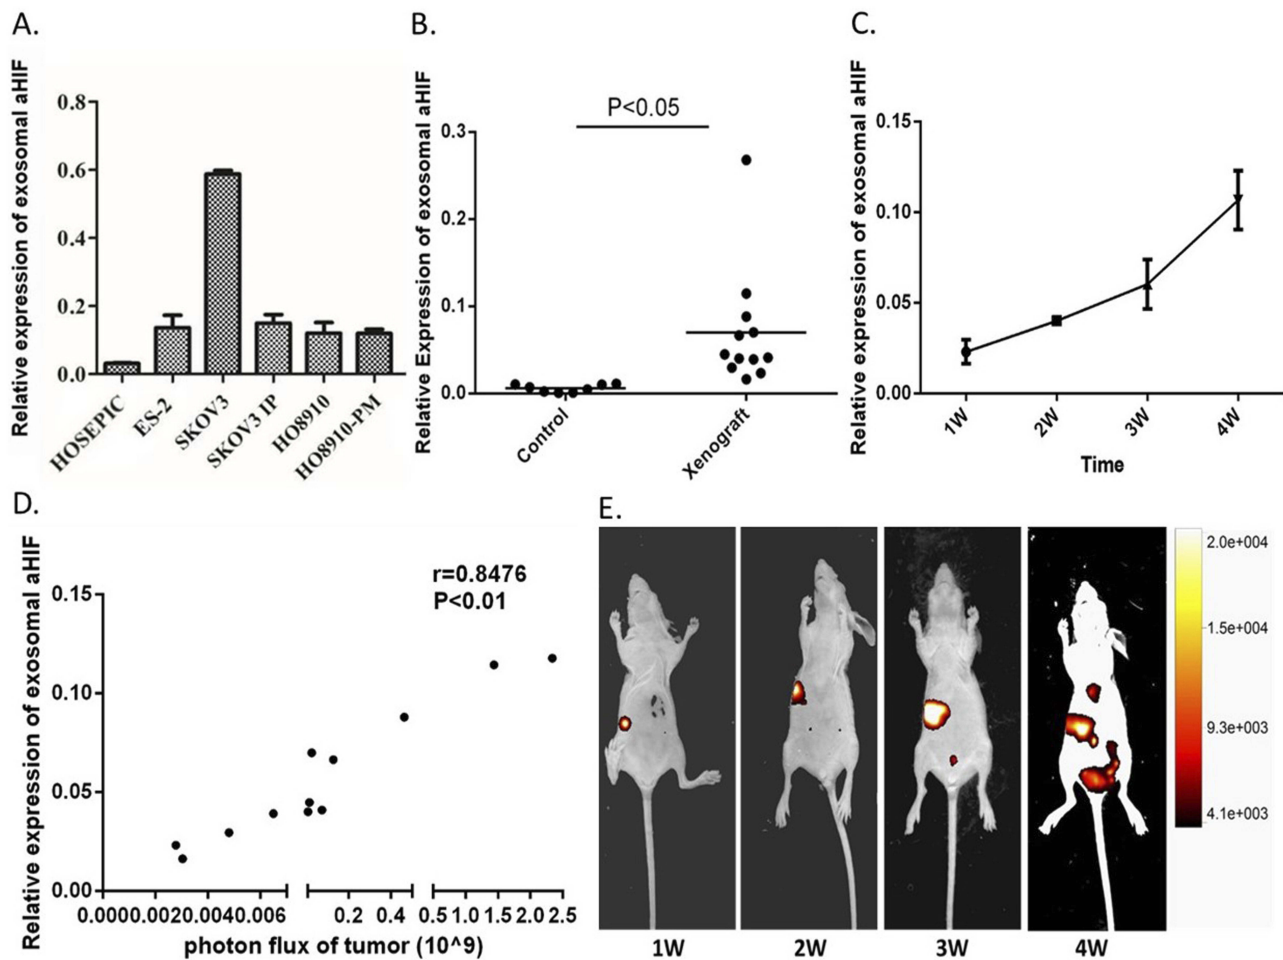 A.
Relative expression of exosomal aHIF
0.8
0.6
0.4
0.2
0.0
HOSEPIC
ES-2
SKOV3
SKOV3 IP
HO8910
HO8910-PM
B.
Relative Expression of exosomal aHIF
P<0.05
0.3
0.2
0.1
0.0
Control
Xenograft
C.
Relative expression of exosomal aHIF
0.15
0.10
0.05
0.00
1W
2W
3W
4W
Time
D.
Relative expression of exosomal aHIF
r=0.8476
P<0.01
0.15
0.10
0.05
0.00
0.000 0.002 0.004 0.006 0.2 0.4 0.5 1.0 1.5 2.0 2.5
photon flux of tumor (10^9)
E.
2.0e+004
1.5e+004
9.3e+003
4.1e+003
1W 2W 3W 4W